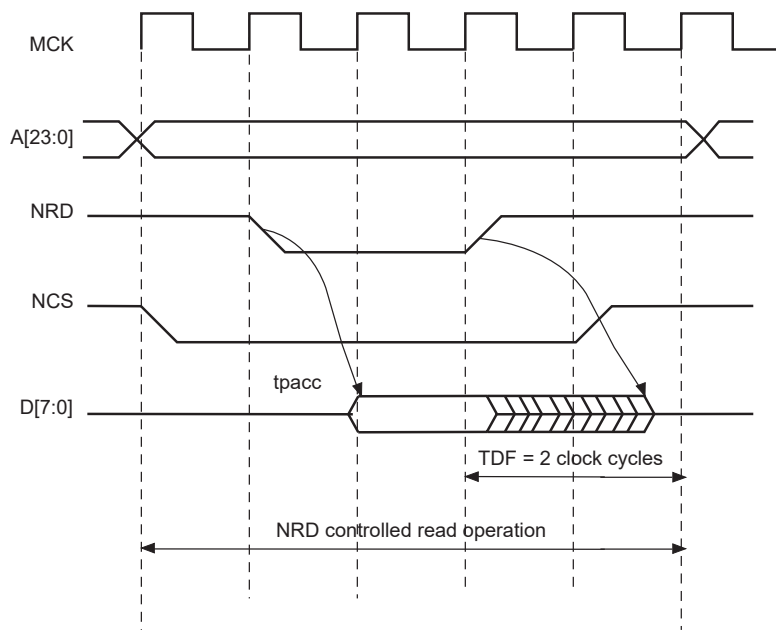 MCK
A[23:0]
NRD
NCS
tpacc
D[7:0]
TDF = 2 clock cycles
NRD controlled read operation